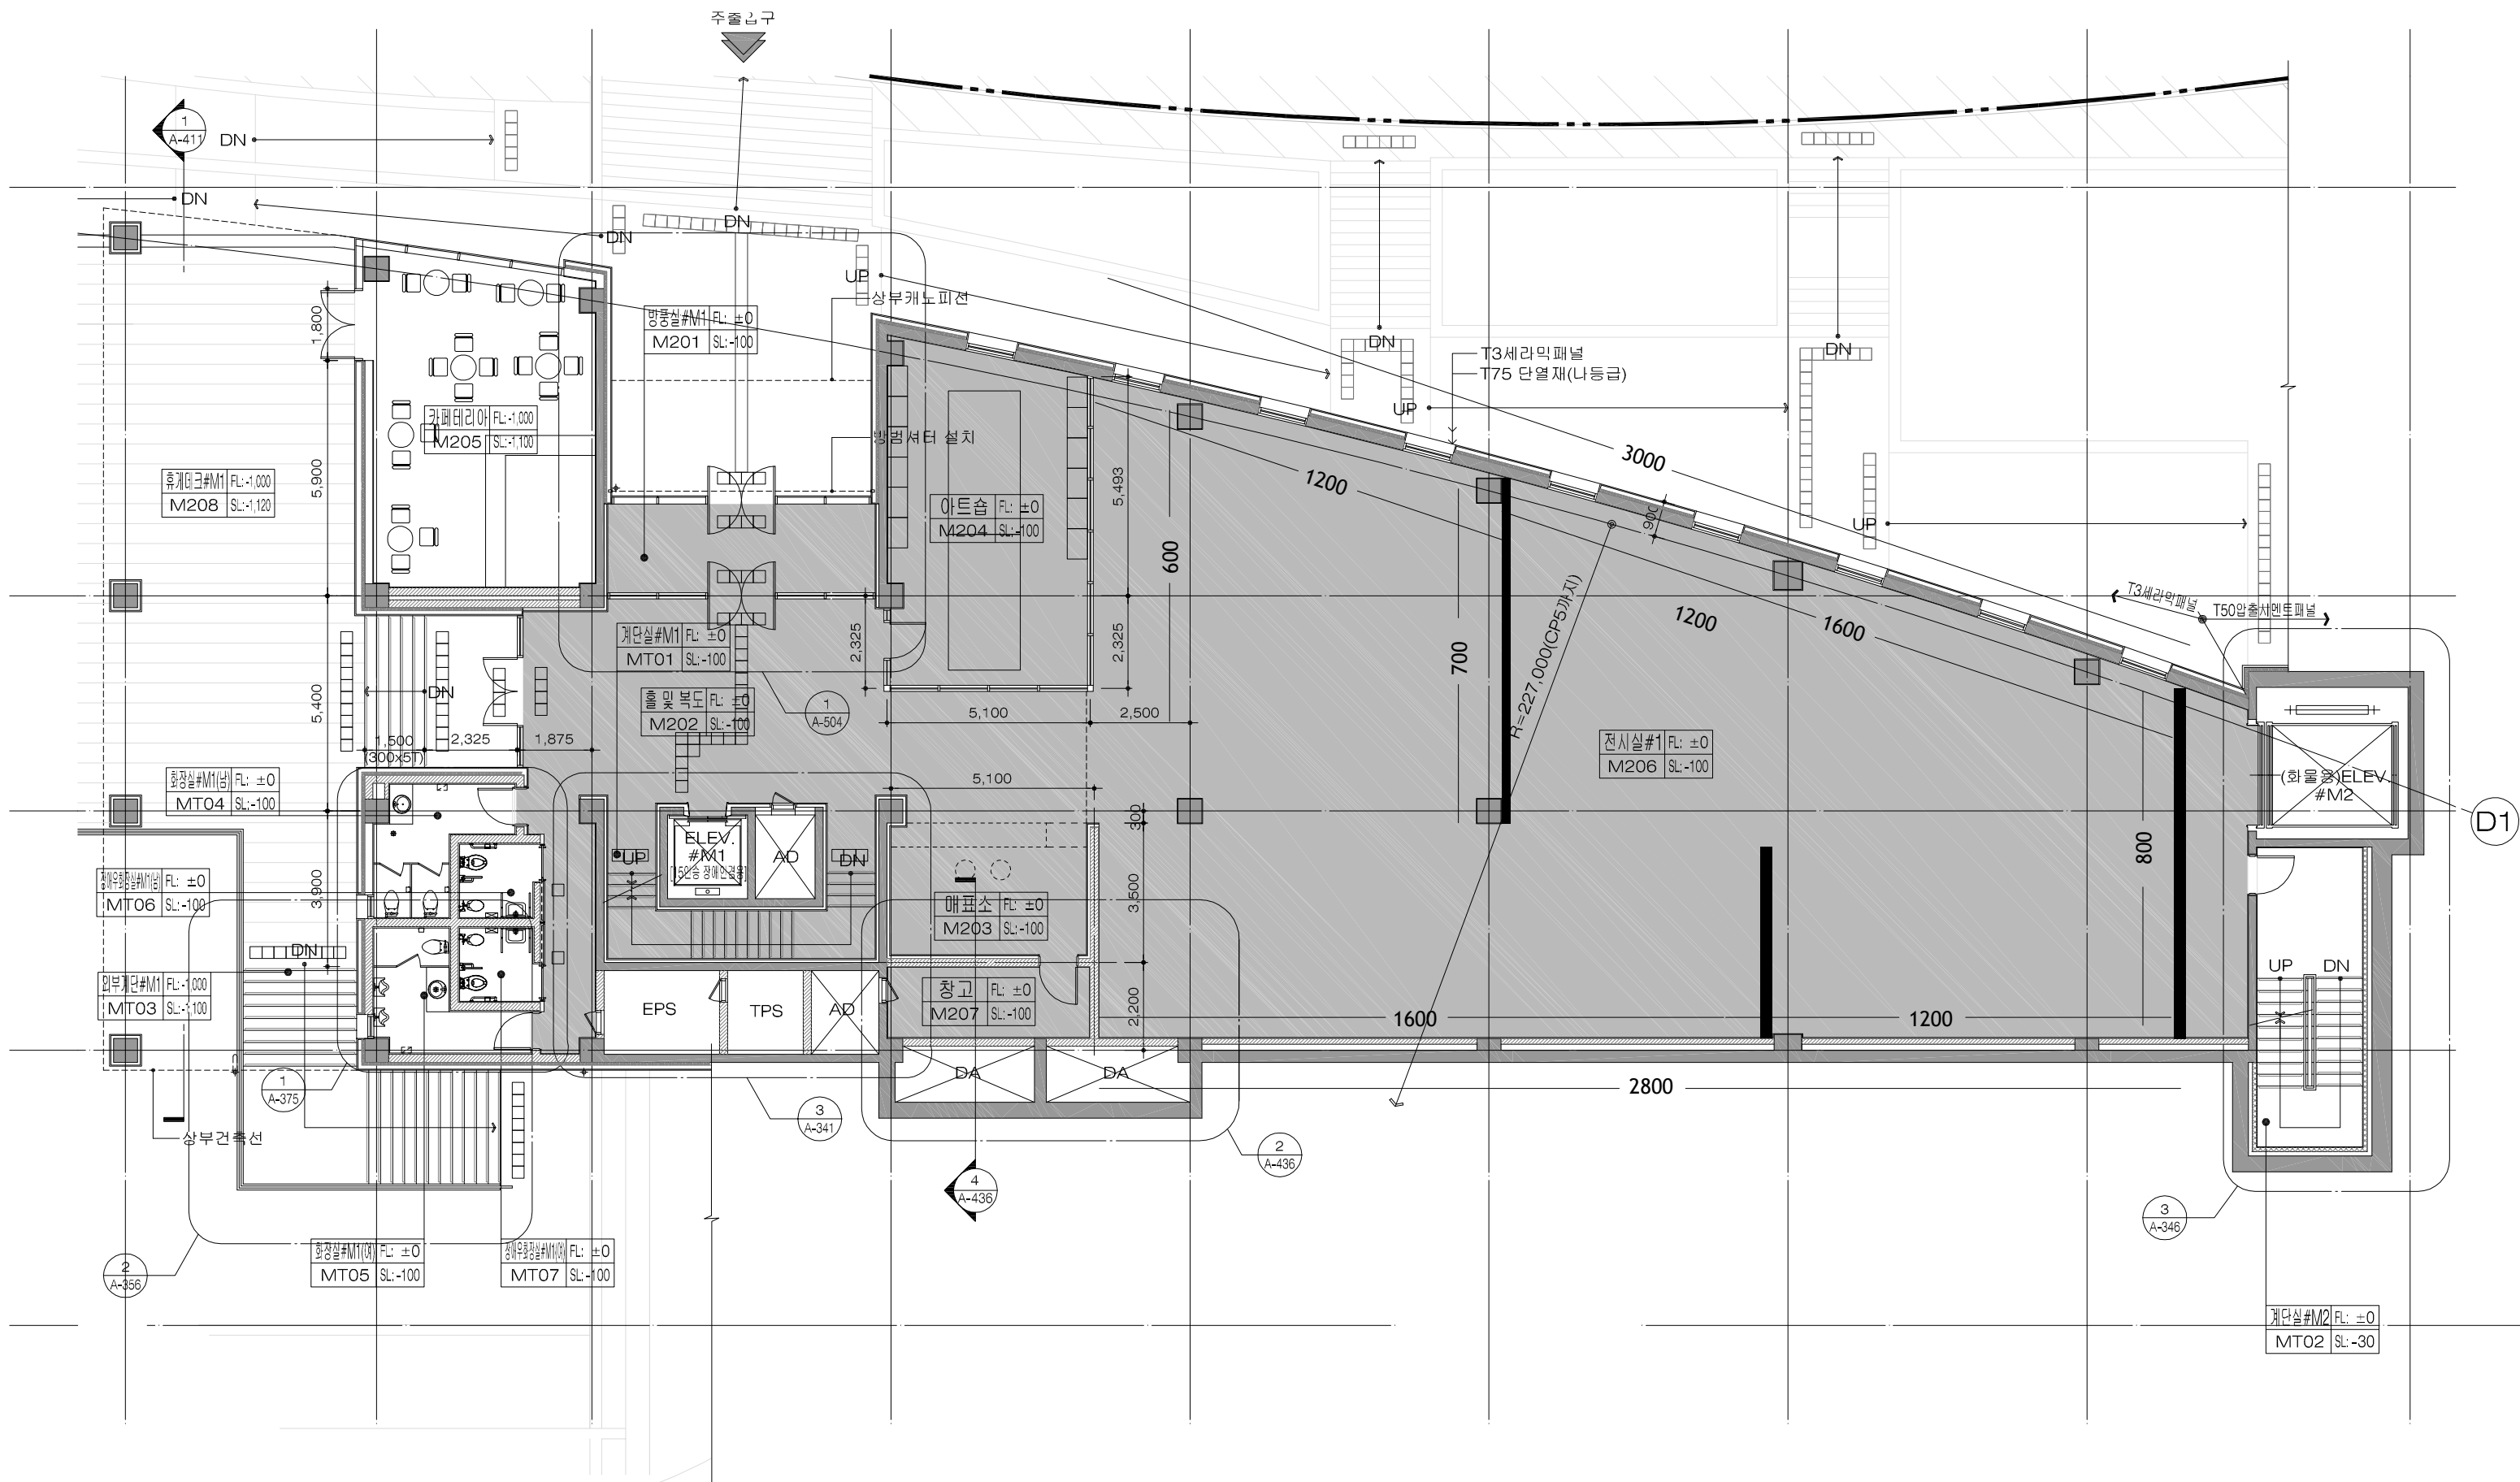 주출입구
1
A-411
DN
DN
DN
DN
UP
상부캐노피선
방풍실#M1 FL: ±0
M201 SL:-100
1,800
DN
DN
T3세라믹패널
T75 단열재(나등급)
UP
카페테리아 FL:-1,000
M205 SL:-1,100
방범셔터 설치
3000
1200
휴게데크#M1 FL:-1,000
M208 SL:-1,120
5,900
5,493
아트숍 FL: ±0
M204 SL:-100
900
UP
600
R=227,000(CP5까지)
T3세라믹패널
T50압출시멘트패널
1200
1600
계단실#M1 FL: ±0
MT01 SL:-100
2,325
2,325
700
DN
5,400
홀 및 복도 FL: ±0
M202 SL:-100
1
A-504
5,100
2,500
1,500
(300x5T)
2,325
1,875
전시실#1 FL: ±0
M206 SL:-100
화장실#M1(남) FL: ±0
MT04 SL:-100
5,100
(화물용)ELEV.
#M2
D1
300
ELEV.
#M1
UP
AD
DN
800
장애우화장실#M1(남) FL: ±0
MT06 SL:-100
3,900
매표소 FL: ±0
M203 SL:-100
3,500
DN
외부계단#M1 FL:-1,000
MT03 SL:-1,100
UP
DN
EPS
TPS
AD
창고 FL: ±0
M207 SL:-100
2,200
1600
1200
DA
DA
2800
1
A-375
3
A-341
상부건축선
2
A-436
4
A-436
3
A-346
2
A-356
화장실#M1(여) FL: ±0
MT05 SL:-100
장애우화장실#M1(여) FL: ±0
MT07 SL:-100
계단실#M2 FL: ±0
MT02 SL:-30